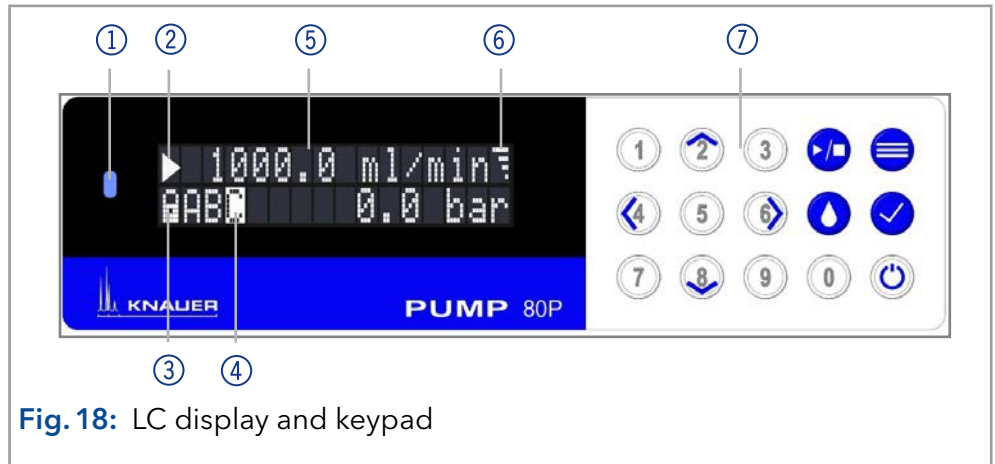 ① ② ⑤ ⑥ ⑦
▶ 1000.0 ml/min
AABC 0.0 bar
KNAUER PUMP 80P
1 2 3
4 5 6
7 8 9 0
③ ④
Fig. 18: LC display and keypad